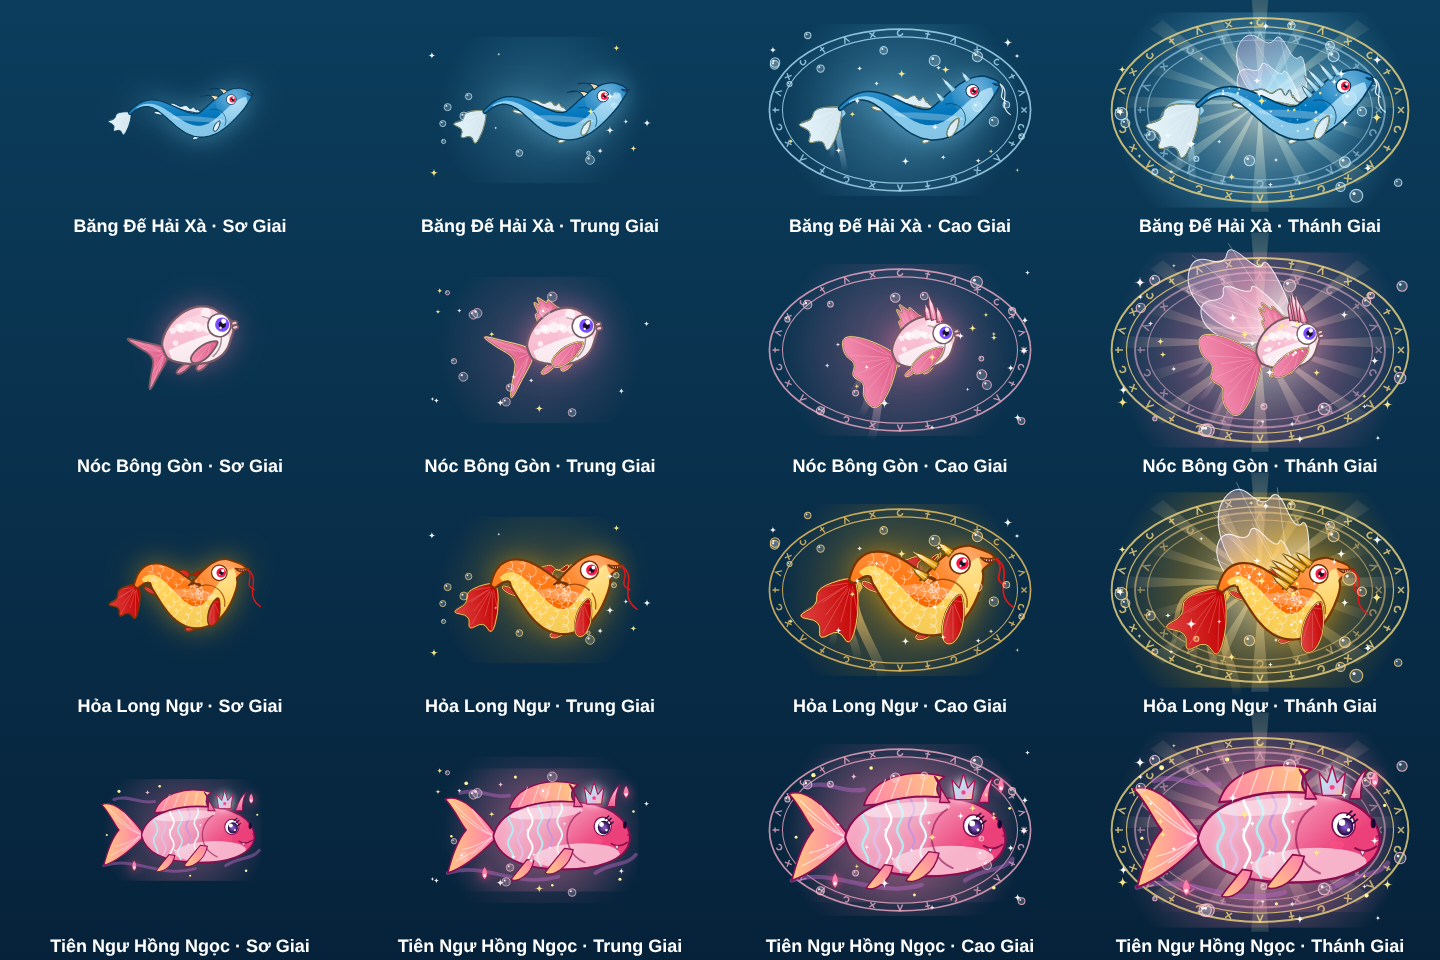 Băng Đế Hải Xà · Sơ Giai
Băng Đế Hải Xà · Trung Giai
Băng Đế Hải Xà · Cao Giai
Băng Đế Hải Xà · Thánh Giai
Nóc Bông Gòn · Sơ Giai
Nóc Bông Gòn · Trung Giai
Nóc Bông Gòn · Cao Giai
Nóc Bông Gòn · Thánh Giai
Hỏa Long Ngư · Sơ Giai
Hỏa Long Ngư · Trung Giai
Hỏa Long Ngư · Cao Giai
Hỏa Long Ngư · Thánh Giai
Tiên Ngư Hồng Ngọc · Sơ Giai
Tiên Ngư Hồng Ngọc · Trung Giai
Tiên Ngư Hồng Ngọc · Cao Giai
Tiên Ngư Hồng Ngọc · Thánh Giai